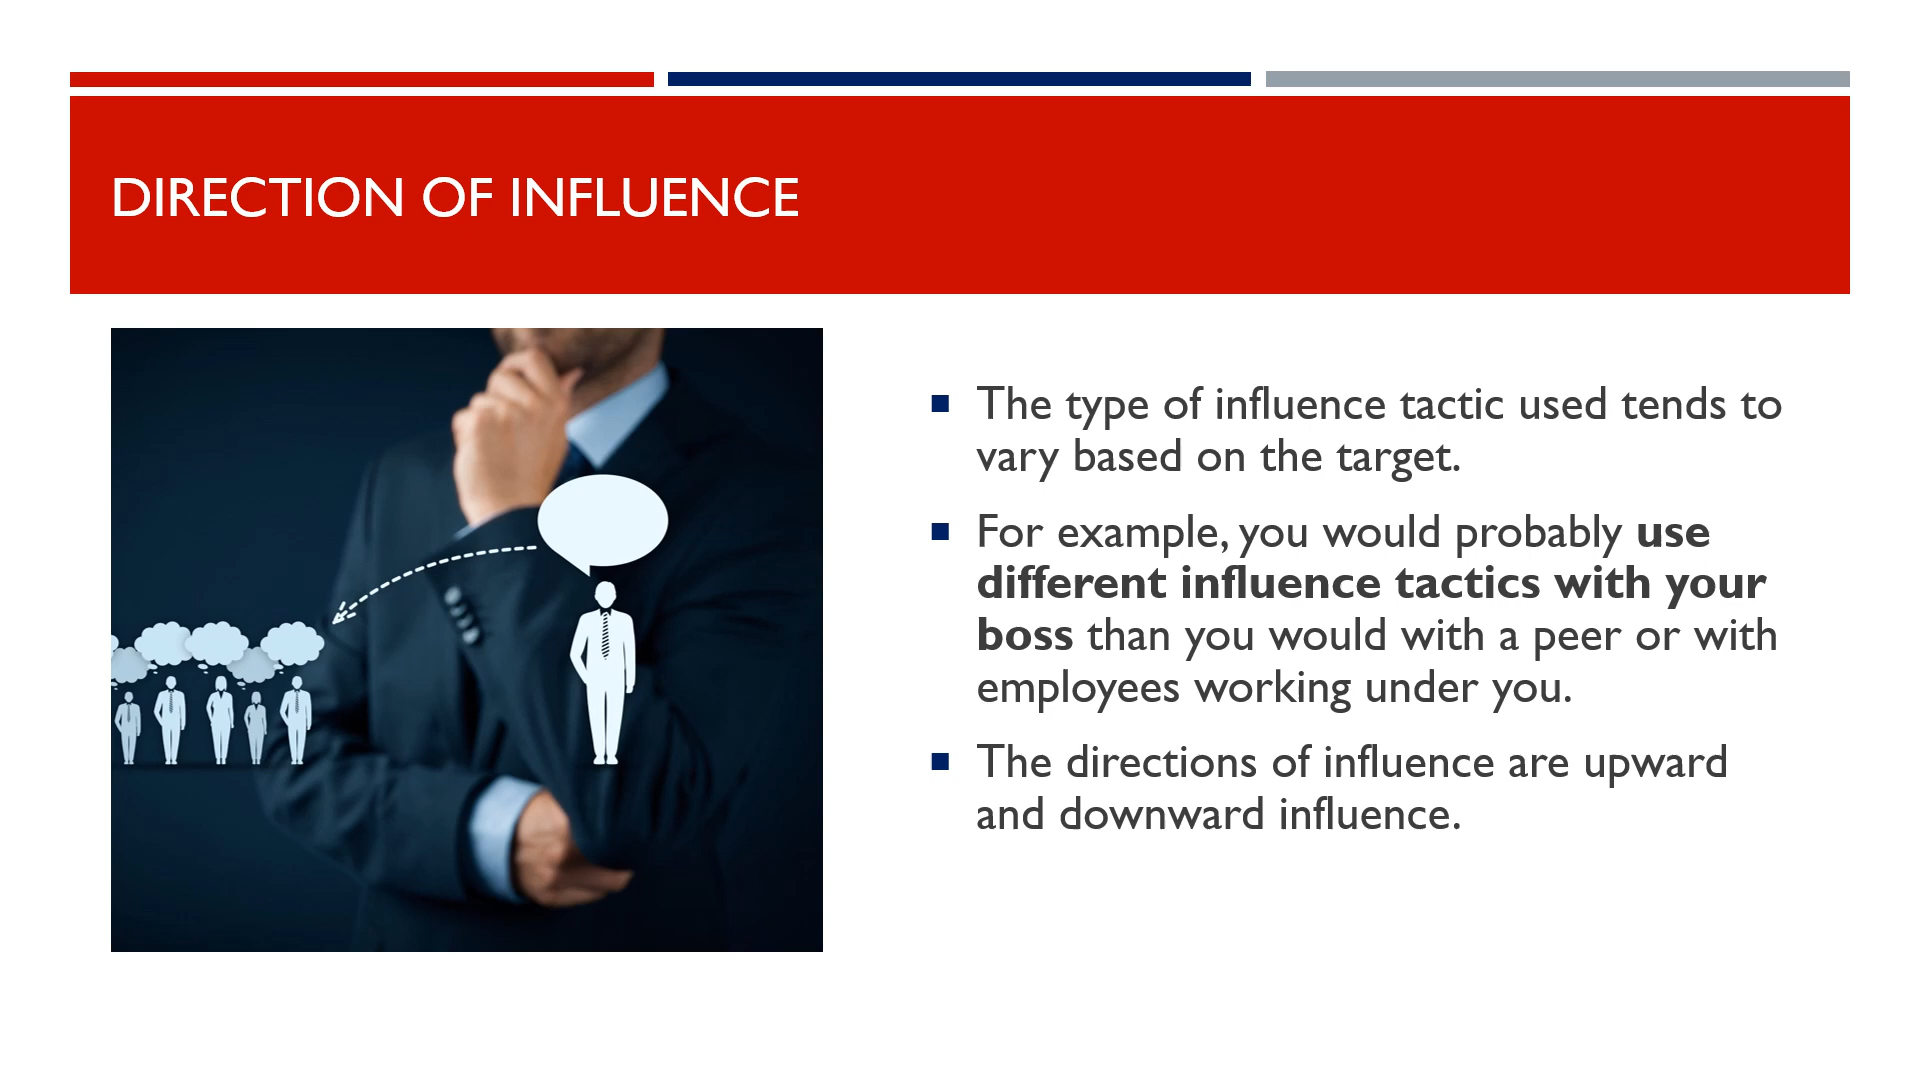 DIRECTION OF INFLUENCE
The type of influence tactic used tends to
vary based on the target.
For example, you would probably use
different influence tactics with your
boss than you would with a peer or with
employees working under you.
The directions of influence are upward
and downward influence.